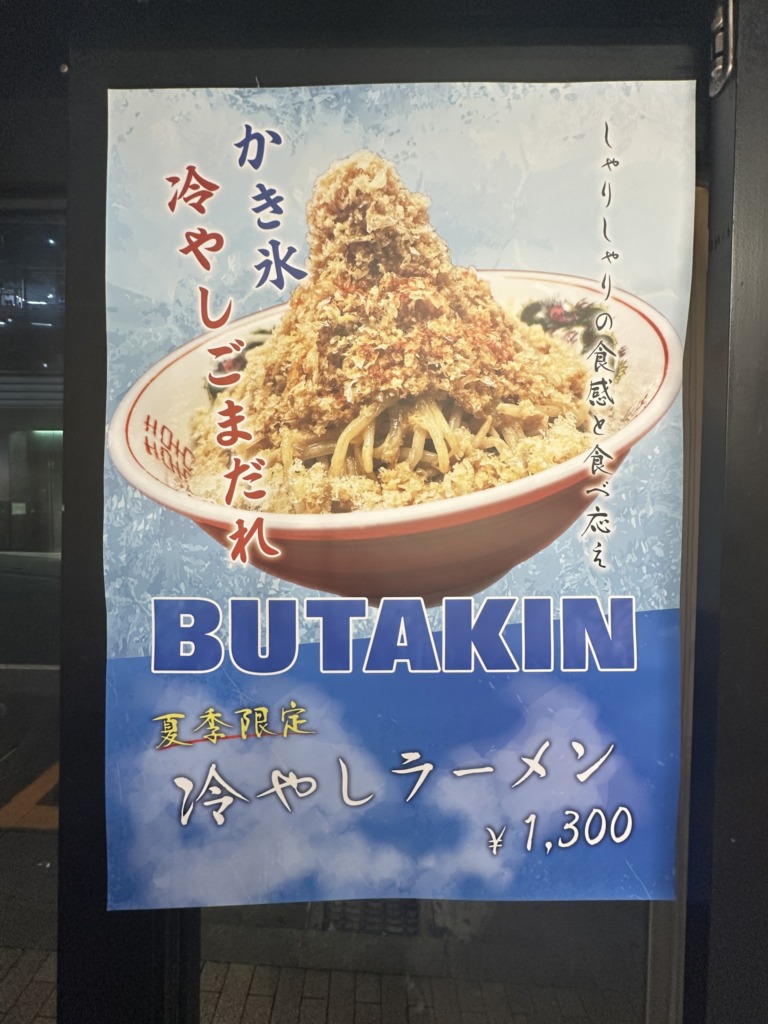 しゃりしゃりの食感と食べ応え
かき氷
冷やしごまだれ
BUTAKIN
夏季限定
冷やしラーメン
¥1,300